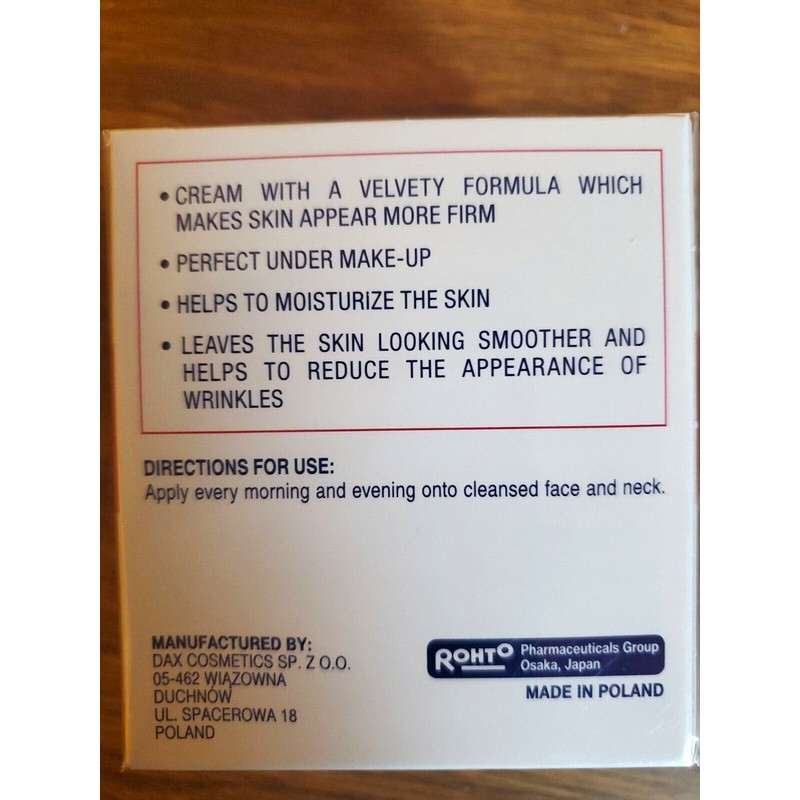 • CREAM WITH A VELVETY FORMULA WHICH
MAKES SKIN APPEAR MORE FIRM
• PERFECT UNDER MAKE-UP
• HELPS TO MOISTURIZE THE SKIN
• LEAVES THE SKIN LOOKING SMOOTHER AND
HELPS TO REDUCE THE APPEARANCE OF
WRINKLES
DIRECTIONS FOR USE:
Apply every morning and evening onto cleansed face and neck.
MANUFACTURED BY:
DAX COSMETICS SP. Z O.O.
05-462 WIĄZOWNA
DUCHNÓW
UL. SPACEROWA 18
POLAND
ROHTO Pharmaceuticals Group
Osaka, Japan
MADE IN POLAND